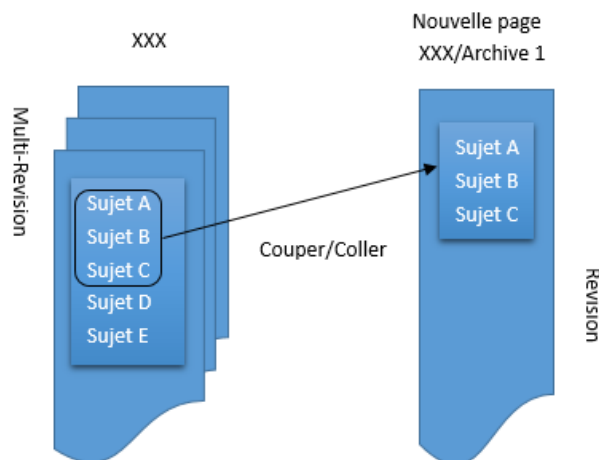 XXX
Nouvelle page
XXX/Archive 1
Multi-Revision
Sujet A
Sujet B
Sujet C
Sujet D
Sujet E
Couper/Coller
Sujet A
Sujet B
Sujet C
Revision